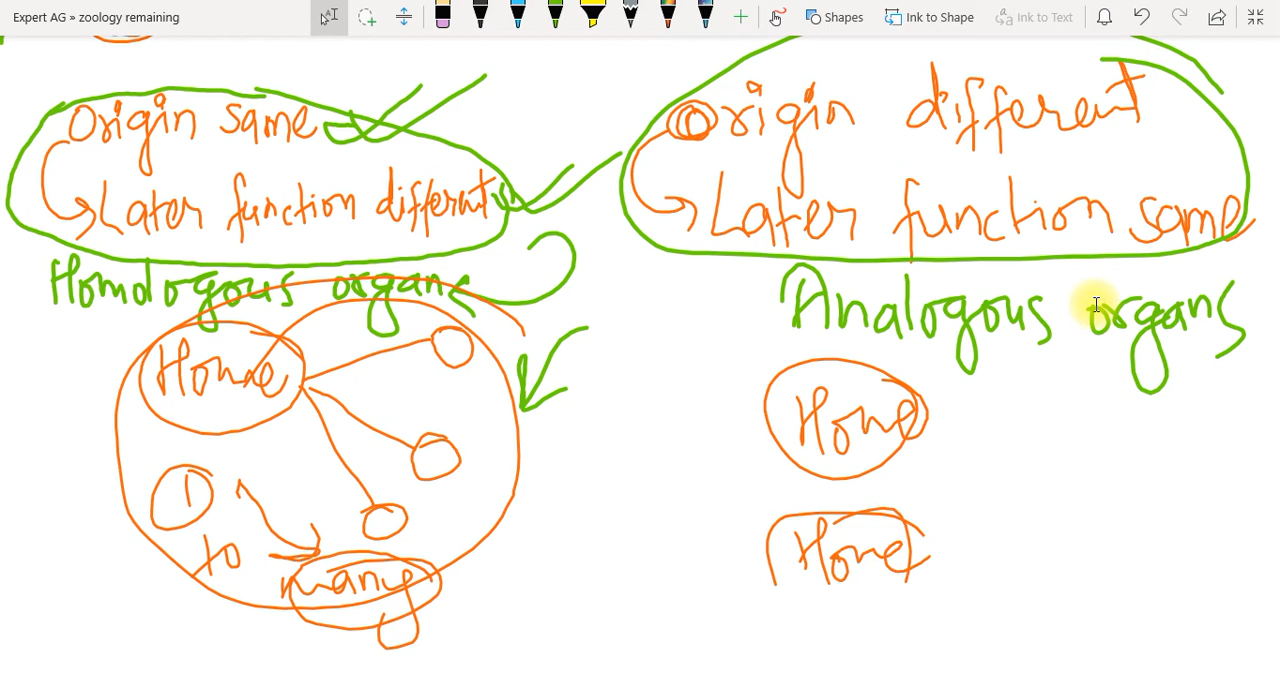 Expert AG » zoology remaining
Shapes
Ink to Shape
Ink to Text
Origin same
Later function different
Homologous organs
Home
1
to
many
Origin different
Later function same
Analogous organs
Home
Home